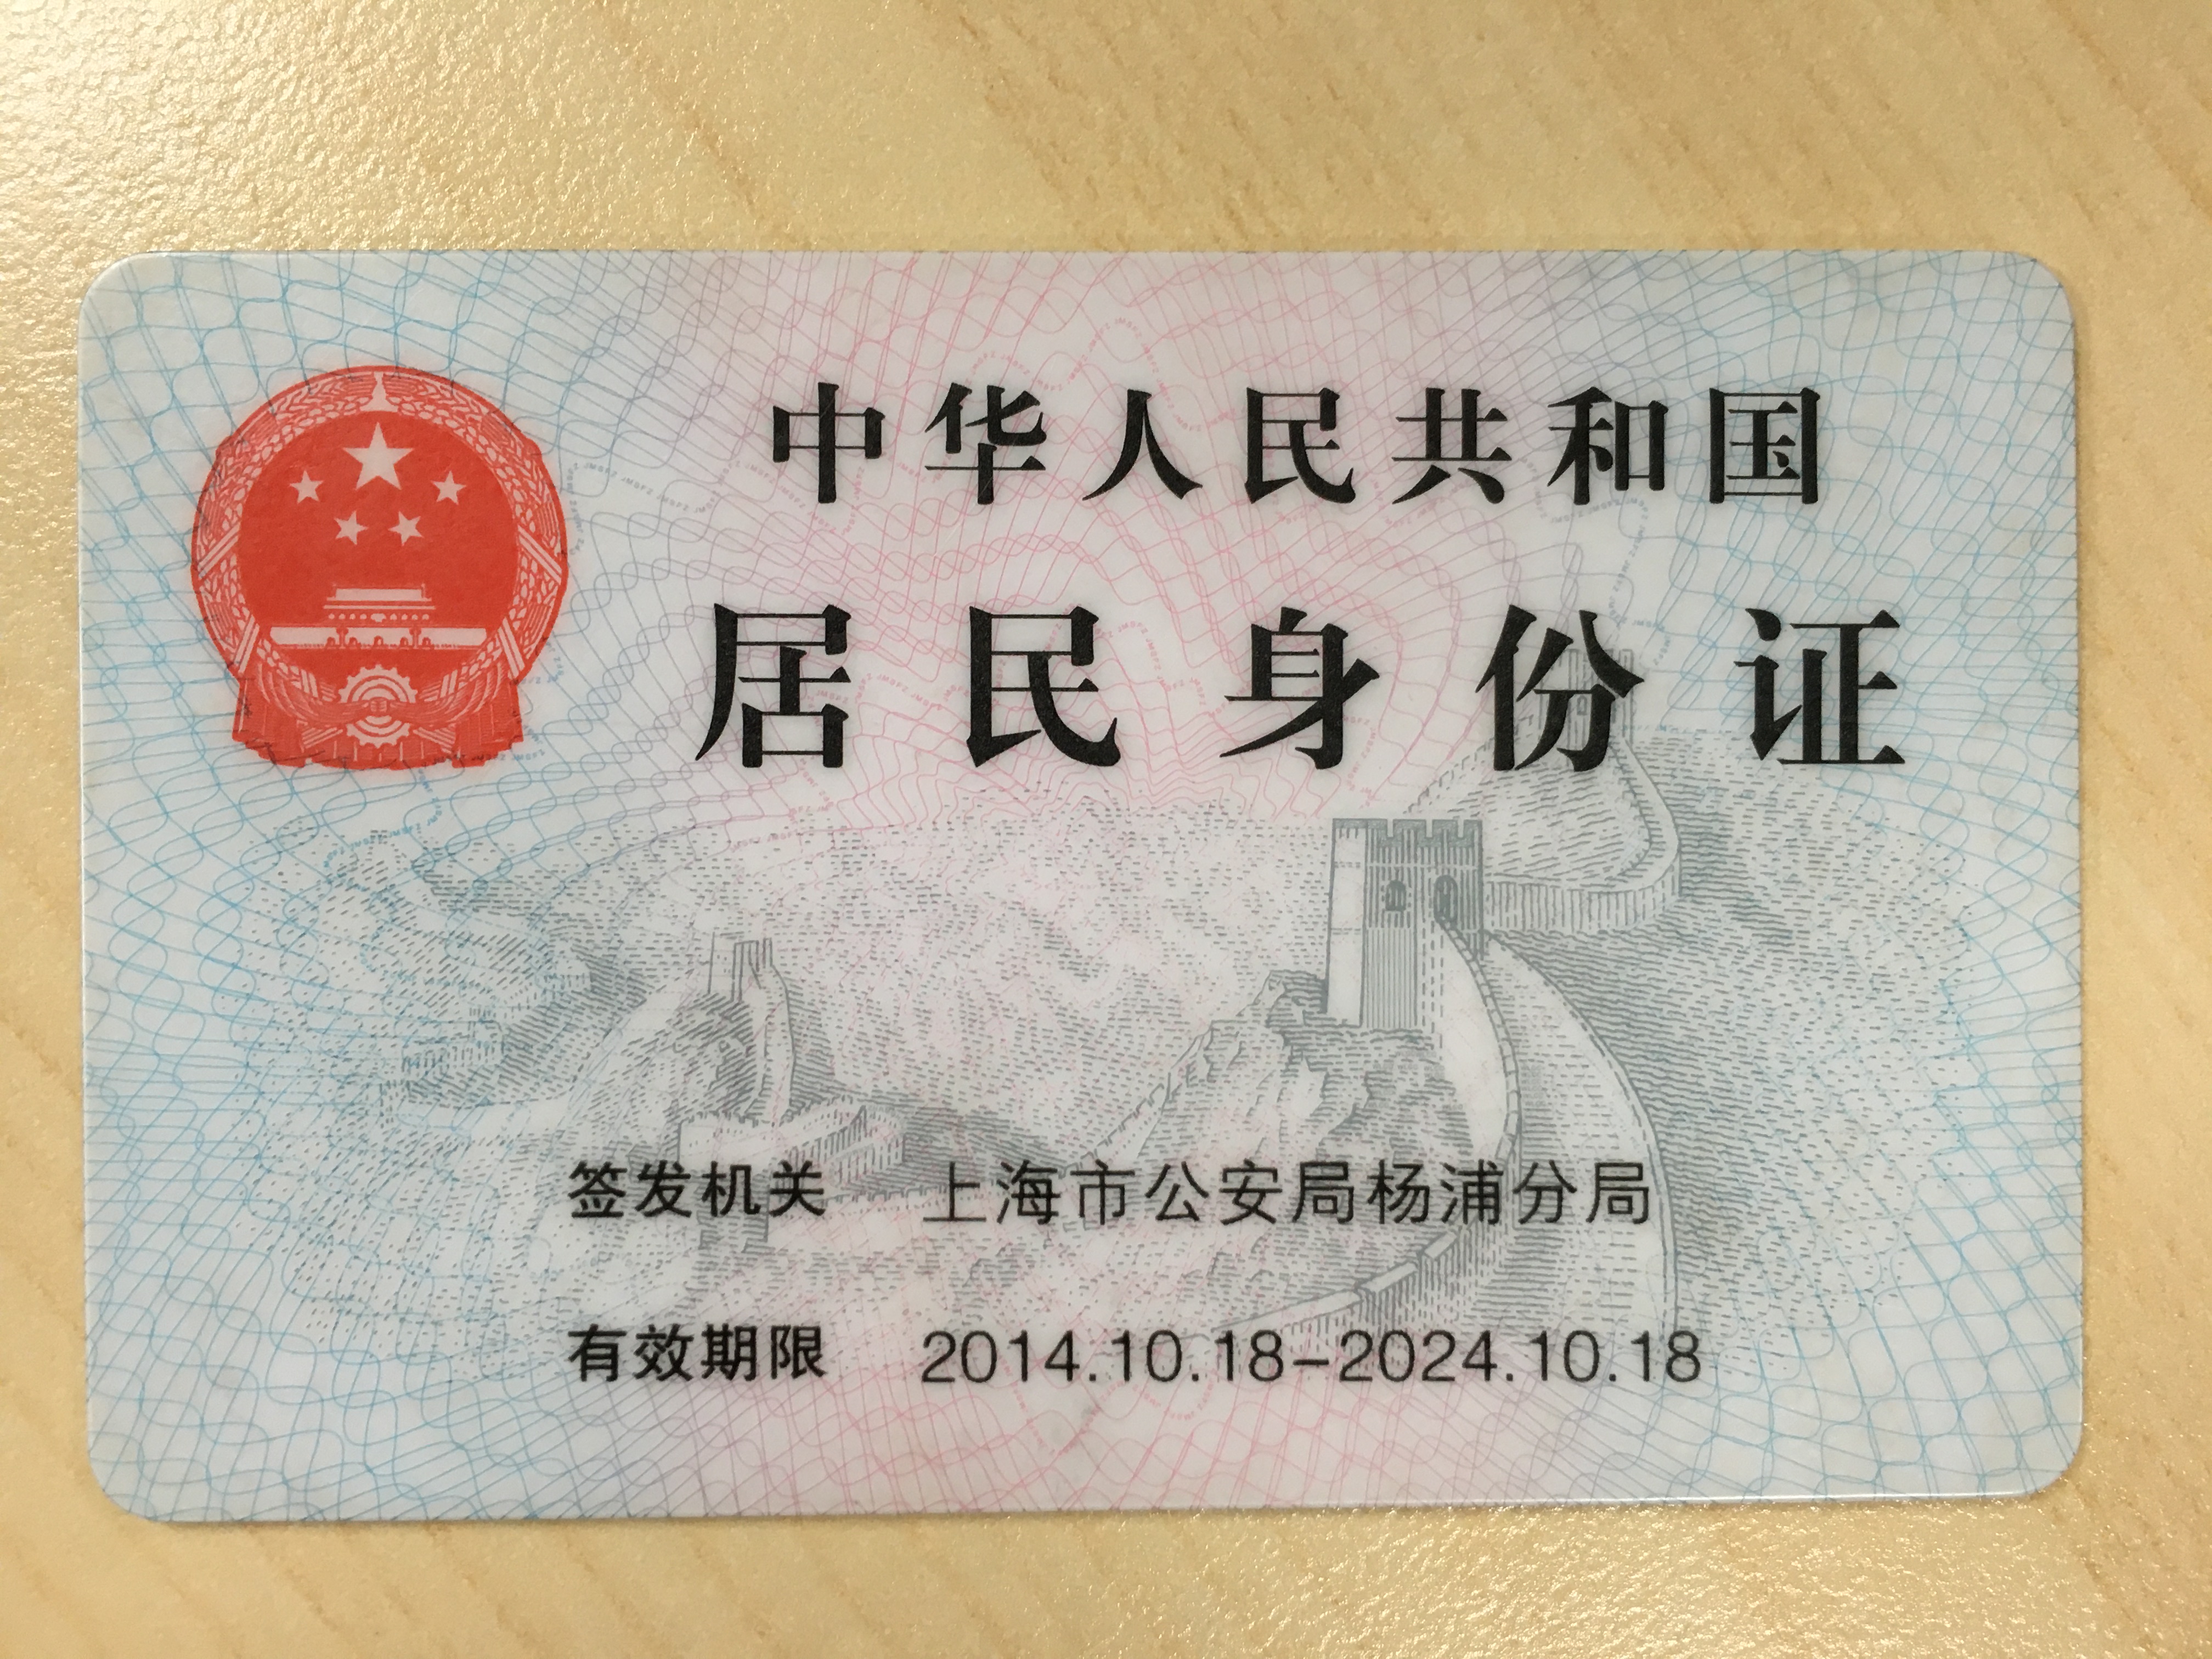 中华人民共和国
居民身份证
签发机关 上海市公安局杨浦分局
有效期限 2014.10.18-2024.10.18